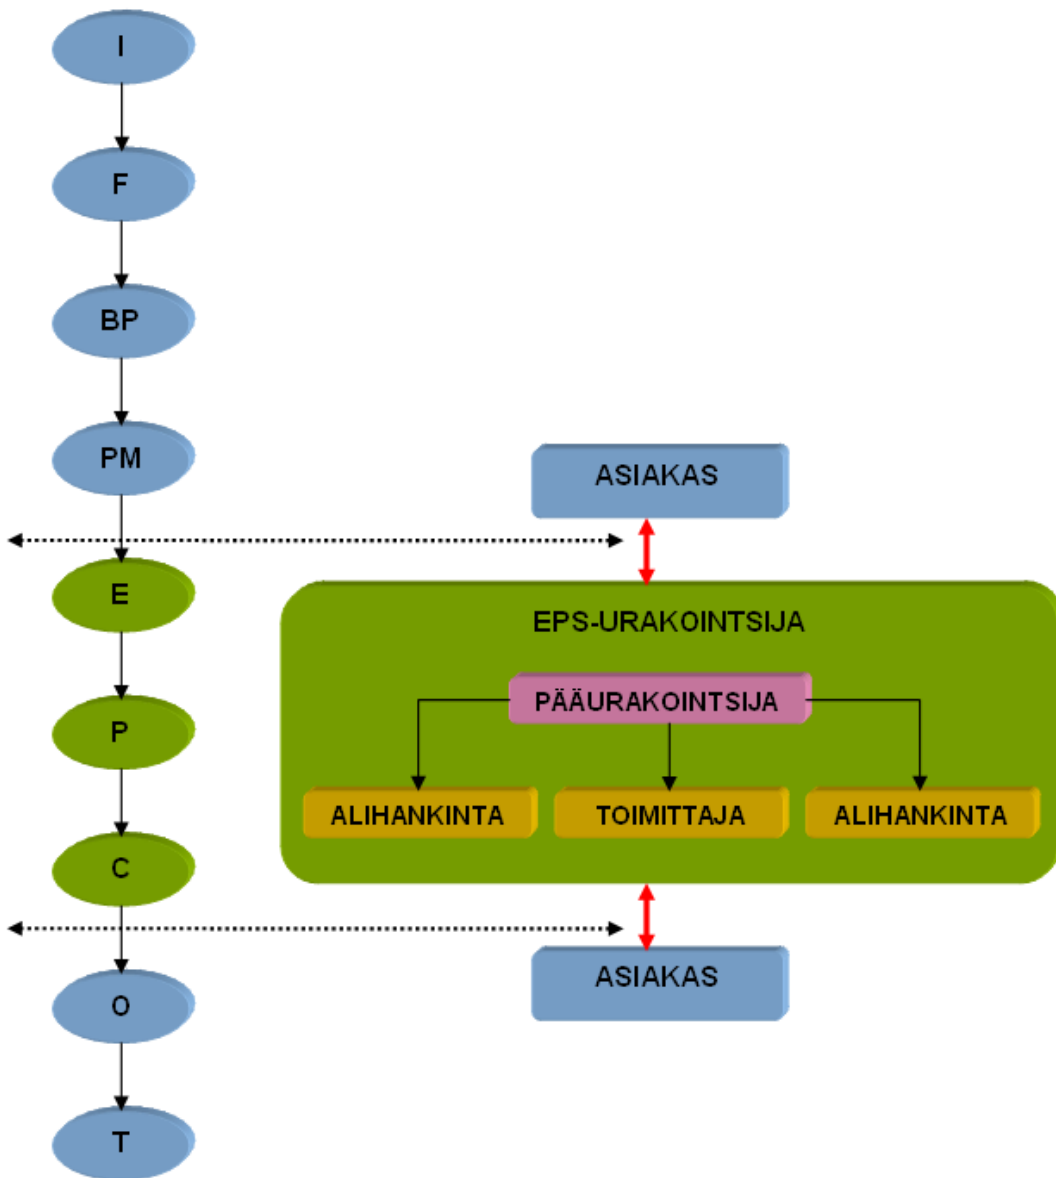 I
F
BP
PM
ASIAKAS
E
EPS-URAKOINTSIJA
PÄÄURAKOINTSIJA
P
ALIHANKINTA
TOIMITTAJA
ALIHANKINTA
C
ASIAKAS
O
T